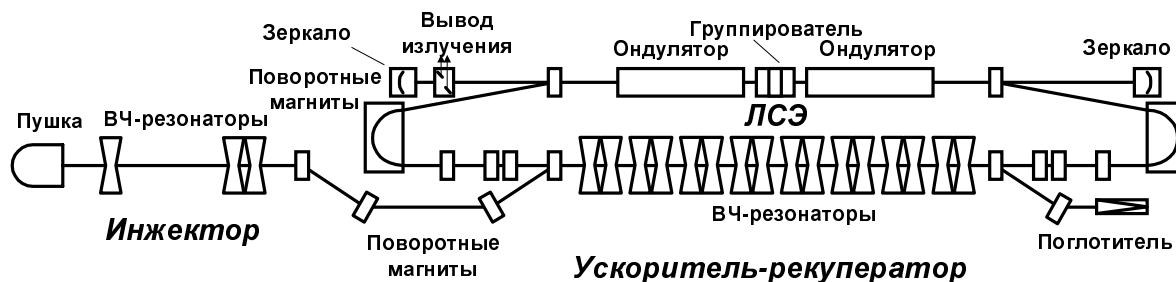 Зеркало
Вывод
излучения
Группирователь
Ондулятор
Ондулятор
Зеркало
Поворотные
магниты
ЛСЭ
Пушка
ВЧ-резонаторы
ВЧ-резонаторы
Инжектор
Поворотные
магниты
Поглотитель
Ускоритель-рекуператор